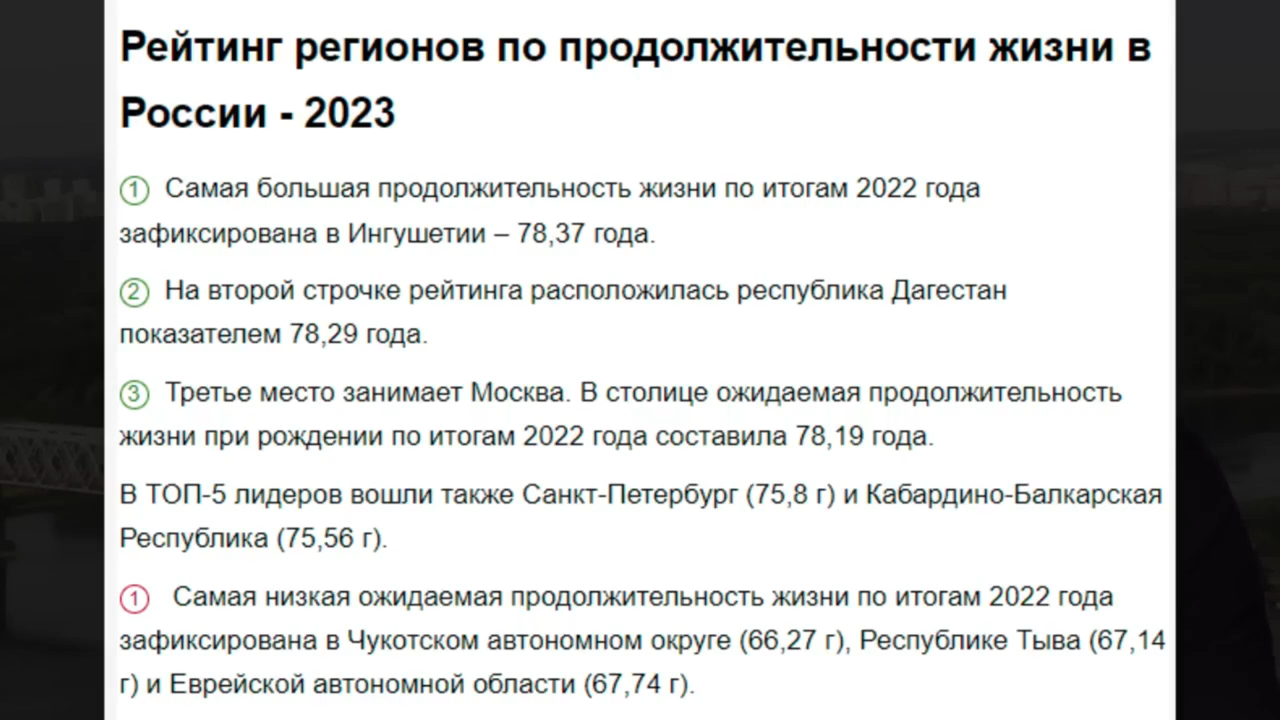 Рейтинг регионов по продолжительности жизни в
России - 2023
① Самая большая продолжительность жизни по итогам 2022 года
зафиксирована в Ингушетии – 78,37 года.
② На второй строчке рейтинга расположилась республика Дагестан
показателем 78,29 года.
③ Третье место занимает Москва. В столице ожидаемая продолжительность
жизни при рождении по итогам 2022 года составила 78,19 года.
В ТОП-5 лидеров вошли также Санкт-Петербург (75,8 г) и Кабардино-Балкарская
Республика (75,56 г).
① Самая низкая ожидаемая продолжительность жизни по итогам 2022 года
зафиксирована в Чукотском автономном округе (66,27 г), Республике Тыва (67,14
г) и Еврейской автономной области (67,74 г).